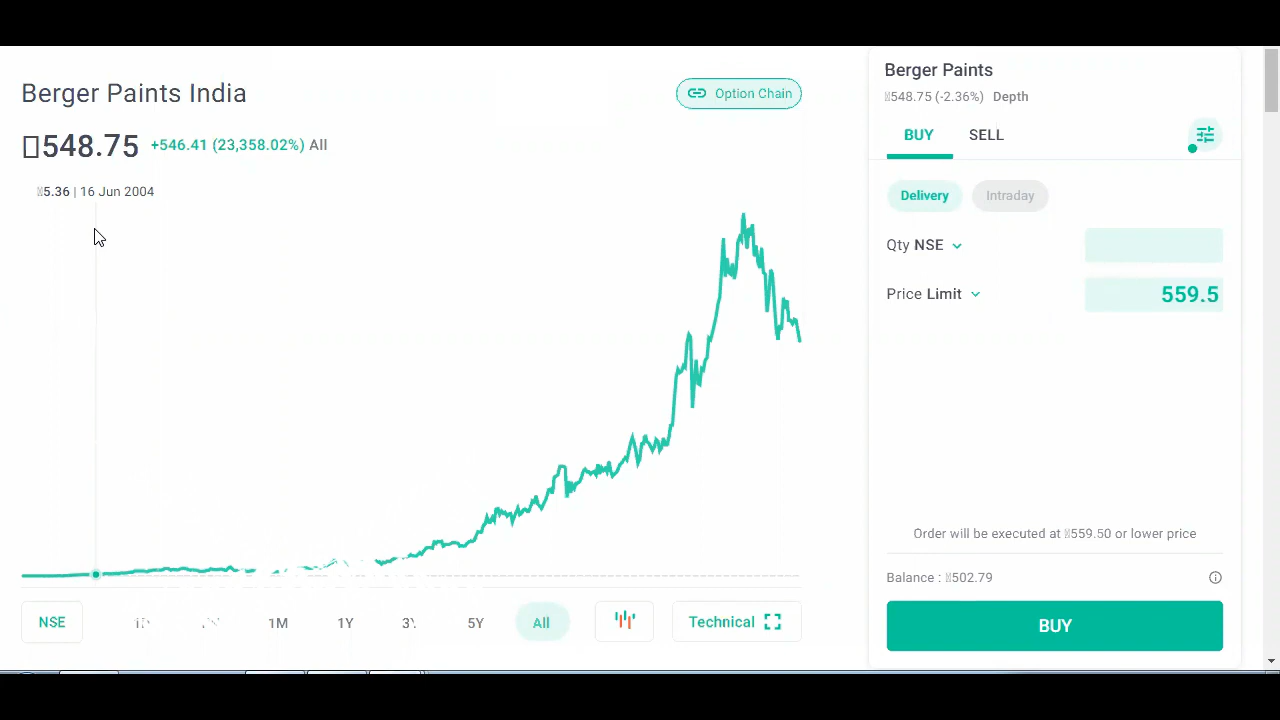 Berger Paints India
Option Chain
548.75 +546.41 (23,358.02%) All
5.36 | 16 Jun 2004
NSE
1M
1Y
5Y
All
Technical
Berger Paints
548.75 (-2.36%) Depth
BUY SELL
Delivery Intraday
Qty NSE
Price Limit 559.5
Order will be executed at 559.50 or lower price
Balance : 502.79
BUY